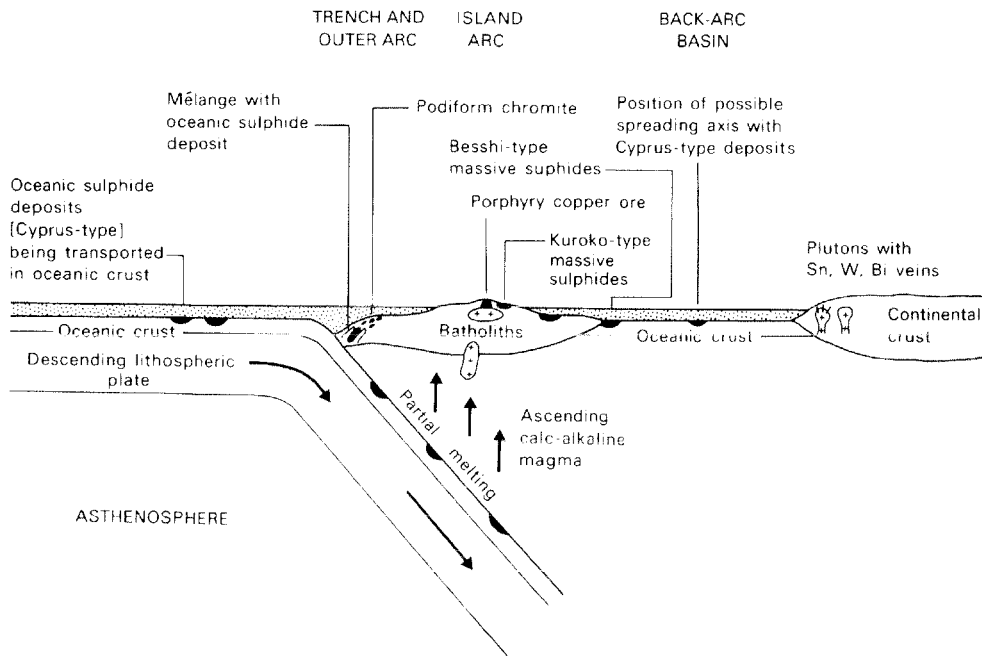 TRENCH AND
OUTER ARC
ISLAND
ARC
BACK-ARC
BASIN
Mélange with
oceanic sulphide
deposit
Podiform chromite
Besshi-type
massive suphides
Position of possible
spreading axis with
Cyprus-type deposits
Oceanic sulphide
deposits
[Cyprus-type]
being transported
in oceanic crust
Porphyry copper ore
Kuroko-type
massive
sulphides
Plutons with
Sn, W, Bi veins
Oceanic crust
Batholiths
Oceanic crust
Continental
crust
Descending lithospheric
plate
Partial melting
Ascending
calc-alkaline
magma
ASTHENOSPHERE